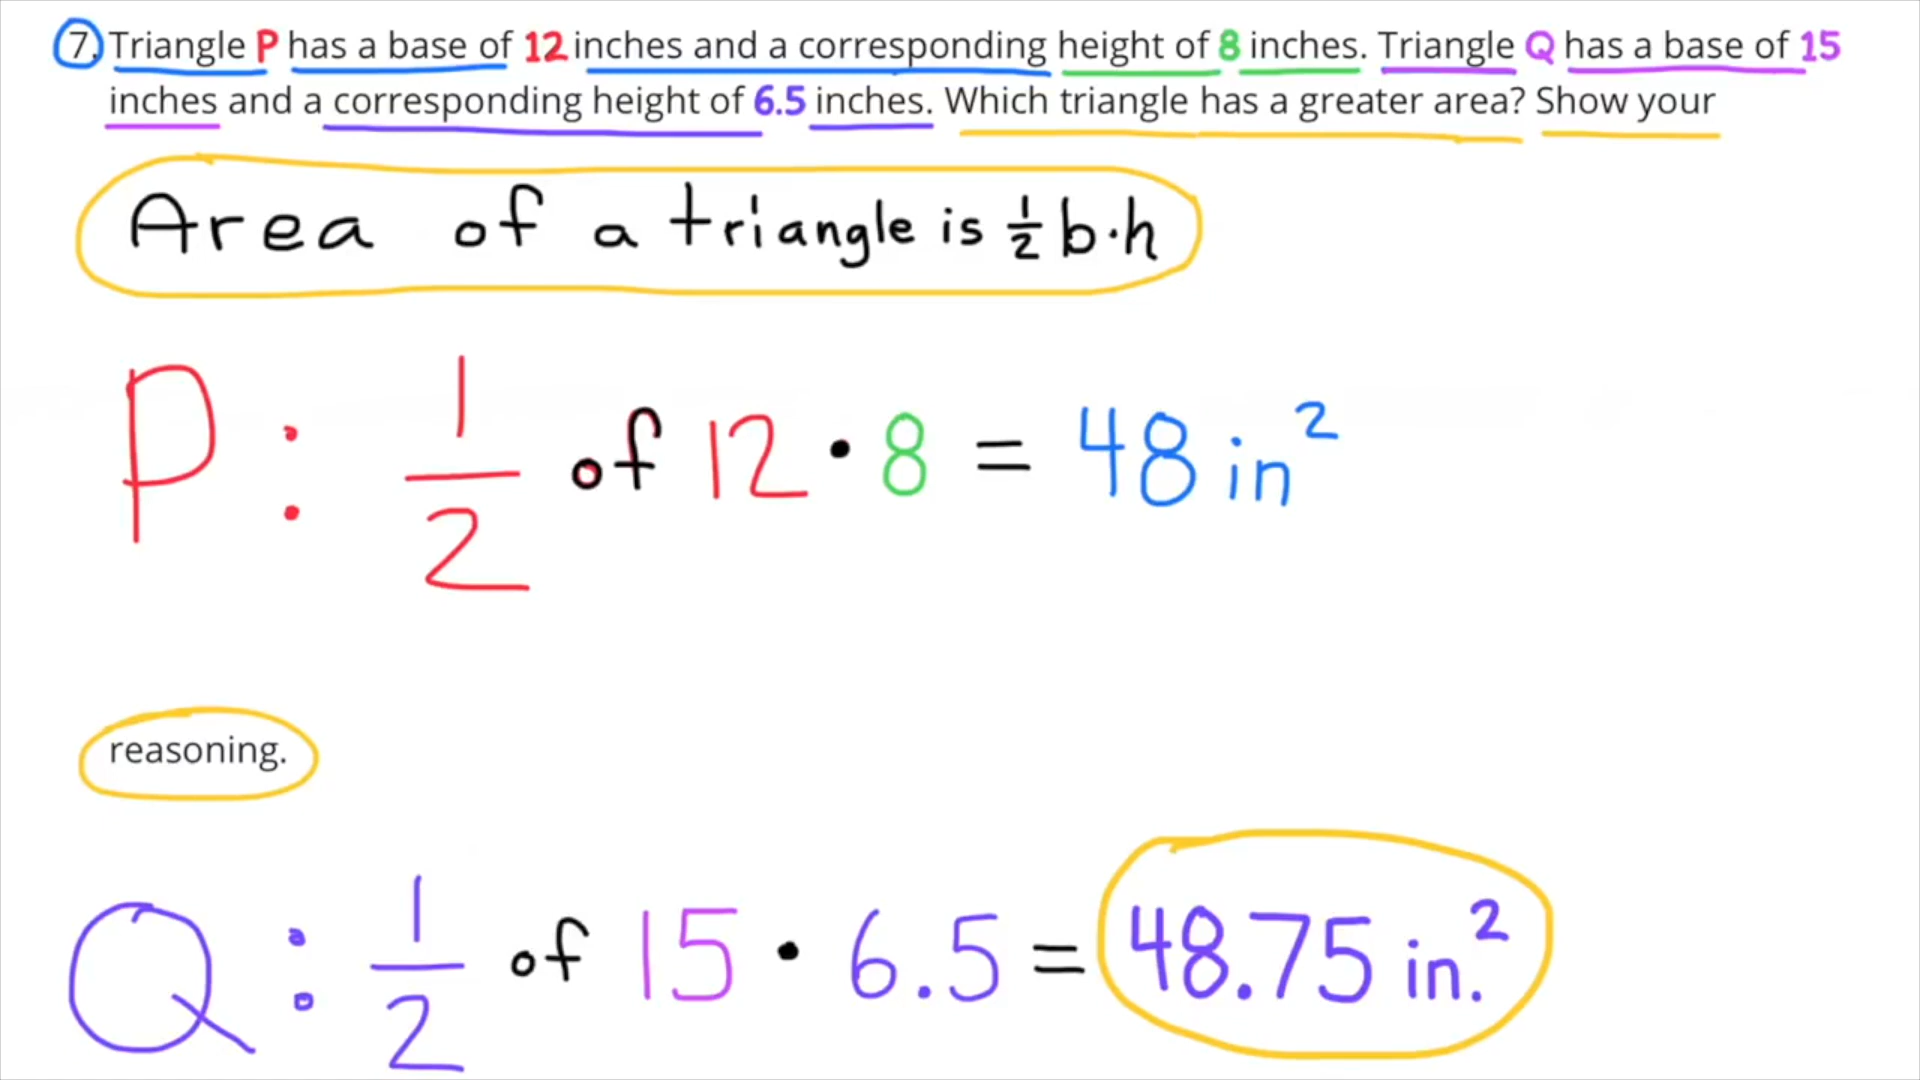 7. Triangle P has a base of 12 inches and a corresponding height of 8 inches. Triangle Q has a base of 15
inches and a corresponding height of 6.5 inches. Which triangle has a greater area? Show your
Area of a triangle is ½ b·h
P: 1/2 of 12 · 8 = 48 in²
reasoning.
Q: 1/2 of 15 · 6.5 = 48.75 in.²